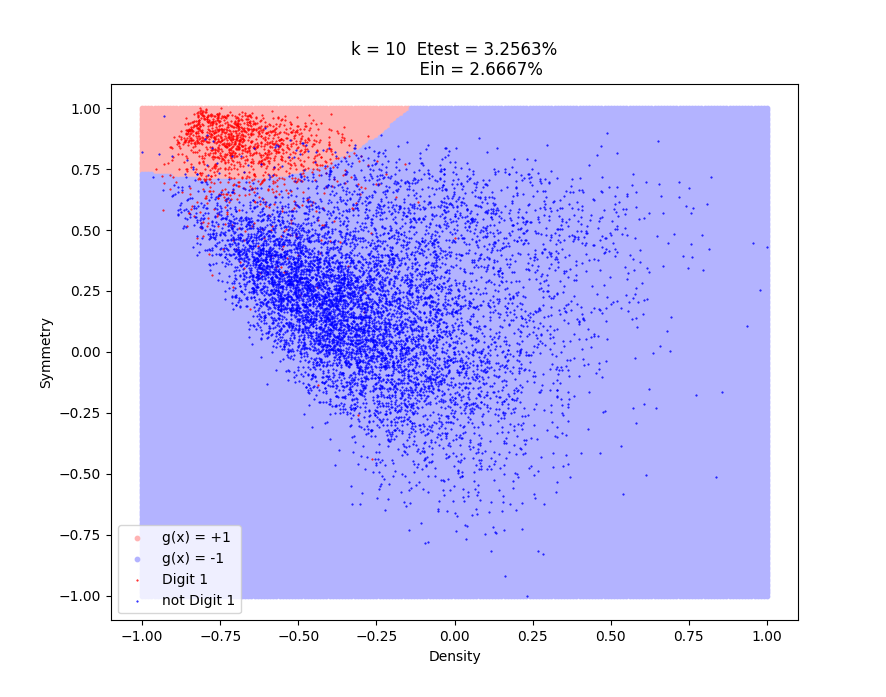 k = 10 Etest = 3.2563%
Ein = 2.6667%
1.00
0.75
0.50
0.25
0.00
−0.25
−0.50
−0.75
−1.00
Symmetry
g(x) = +1
g(x) = -1
Digit 1
not Digit 1
−1.00 −0.75 −0.50 −0.25 0.00 0.25 0.50 0.75 1.00
Density